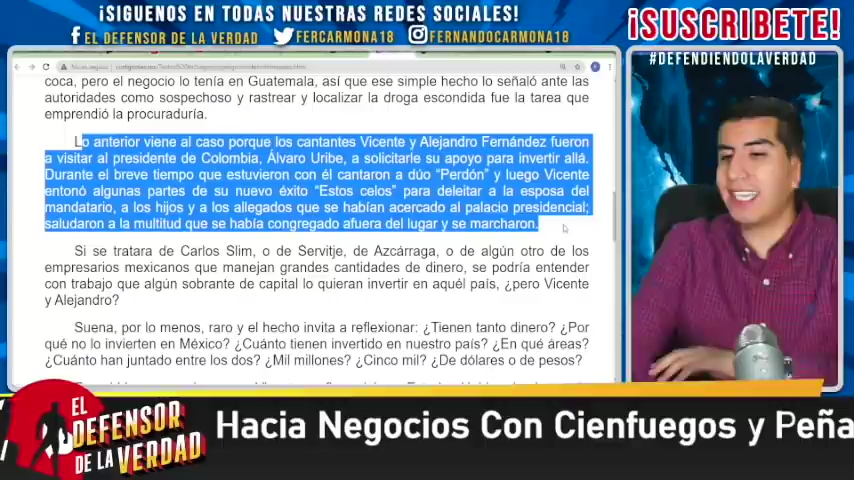 ¡SIGUENOS EN TODAS NUESTRAS REDES SOCIALES!
EL DEFENSOR DE LA VERDAD
FERCARMONA18
FERNANDOCARMONA18
¡SUSCRIBETE!
#DEFENDIENDOLAVERDAD
coca, pero el negocio lo tenía en Guatemala, así que ese simple hecho lo señaló ante las
autoridades como sospechoso y rastrear y localizar la droga escondida fue la tarea que
emprendió la procuraduría.
Lo anterior viene al caso porque los cantantes Vicente y Alejandro Fernández fueron
a visitar al presidente de Colombia, Álvaro Uribe, a solicitarle su apoyo para invertir allá.
Durante el breve tiempo que estuvieron con él cantaron a dúo “Perdón” y luego Vicente
entonó algunas partes de su nuevo éxito “Estos celos” para deleitar a la esposa del
mandatario, a los hijos y a los allegados que se habían acercado al palacio presidencial;
saludaron a la multitud que se había congregado afuera del lugar y se marcharon.
Si se tratara de Carlos Slim, o de Servitje, de Azcárraga, o de algún otro de los
empresarios mexicanos que manejan grandes cantidades de dinero, se podría entender
con trabajo que algún sobrante de capital lo quieran invertir en aquél país, ¿pero Vicente
y Alejandro?
Suena, por lo menos, raro y el hecho invita a reflexionar: ¿Tienen tanto dinero? ¿Por
qué no lo invierten en México? ¿Cuánto tienen invertido en nuestro país? ¿En qué áreas?
¿Cuánto han juntado entre los dos? ¿Mil millones? ¿Cinco mil? ¿De dólares o de pesos?
EL
DEFENSOR
DE LA VERDAD
Hacia Negocios Con Cienfuegos y Peña